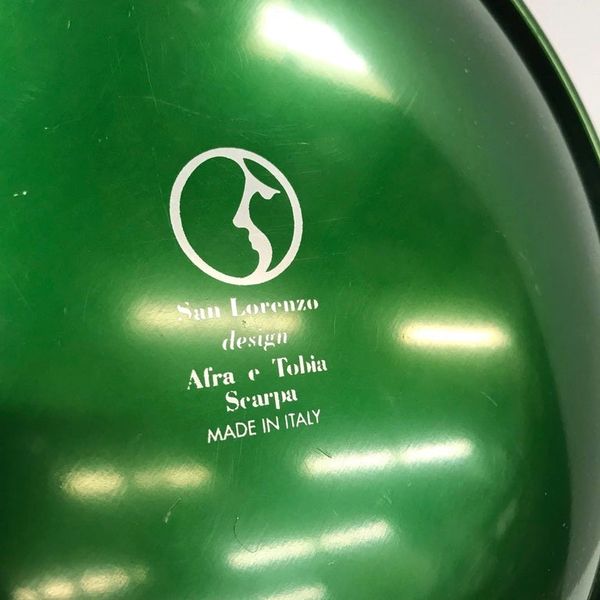 San Lorenzo
design
Afra e Tobia
Scarpa
MADE IN ITALY